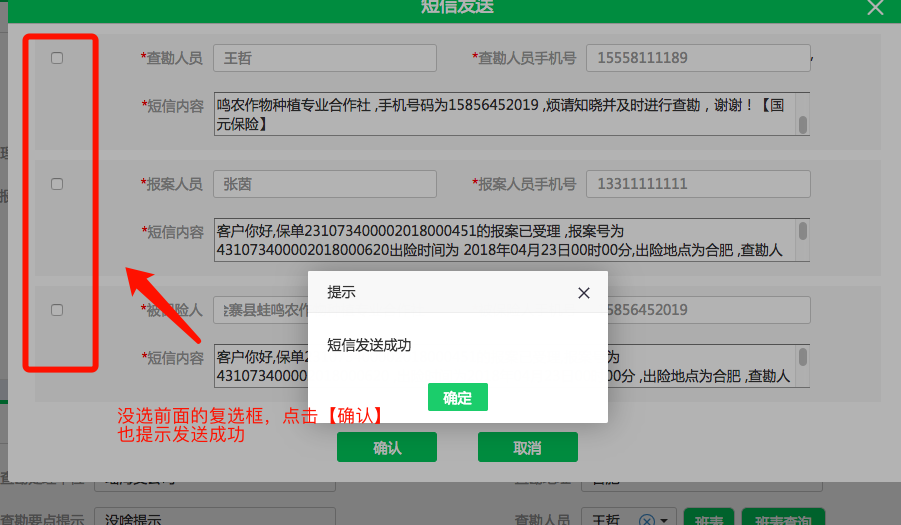 短信发送
*查勘人员 王哲 *查勘人员手机号 15558111189
*短信内容 鸣农作物种植专业合作社 ,手机号码为15856452019 ,烦请知晓并及时进行查勘，谢谢！【国
元保险】
*报案人员 张茵 *报案人员手机号 13311111111
*短信内容 客户你好,保单231073400002018000451的报案已受理 ,报案号为
431073400002018000620出险时间为 2018年04月23日00时00分,出险地点为合肥 ,查勘人
提示
短信发送成功
确定
*被保险人 金寨县蛙鸣农作 5856452019
*短信内容 客户你好,保单2 为
43107340000 00分 ,出险地点为合肥 ,查勘人
没选前面的复选框，点击【确认】
也提示发送成功
确认 取消
查勘要点提示 没啥提示 查勘人员 王哲 班表 班表查询